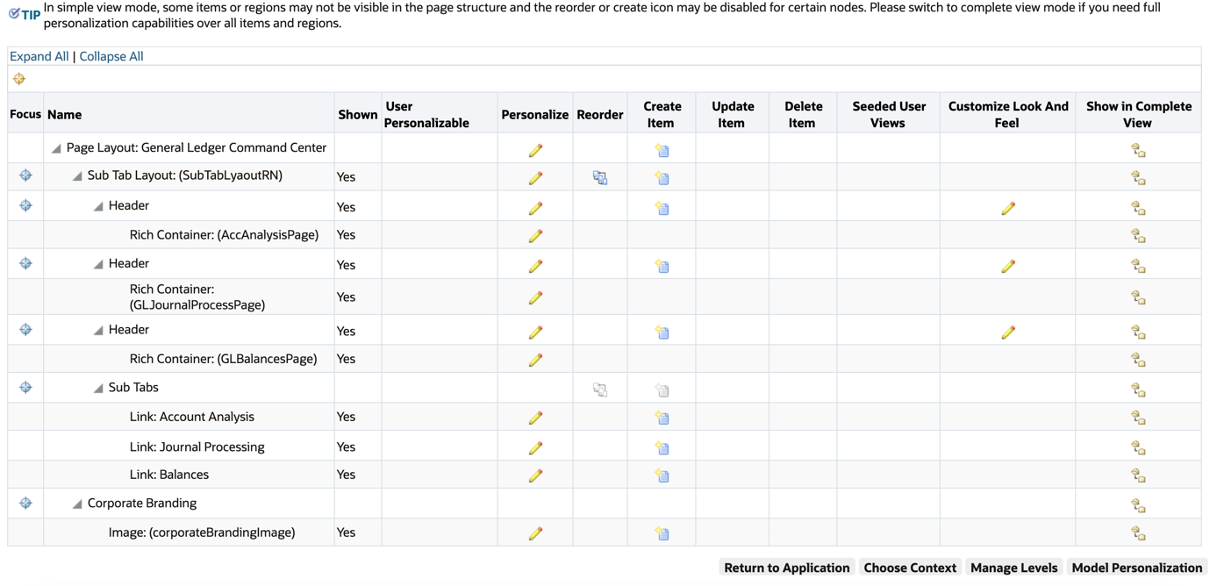 TIP In simple view mode, some items or regions may not be visible in the page structure and the reorder or create icon may be disabled for certain nodes. Please switch to complete view mode if you need full
personalization capabilities over all items and regions.
Expand All | Collapse All
Focus Name Shown User Personalizable Personalize Reorder Create Item Update Item Delete Item Seeded User Views Customize Look And Feel Show in Complete View
Page Layout: General Ledger Command Center
Sub Tab Layout: (SubTabLyaoutRN) Yes
Header Yes
Rich Container: (AccAnalysisPage) Yes
Header Yes
Rich Container:
(GLJournalProcessPage) Yes
Header Yes
Rich Container: (GLBalancesPage) Yes
Sub Tabs
Link: Account Analysis Yes
Link: Journal Processing Yes
Link: Balances Yes
Corporate Branding
Image: (corporateBrandingImage) Yes
Return to Application Choose Context Manage Levels Model Personalization